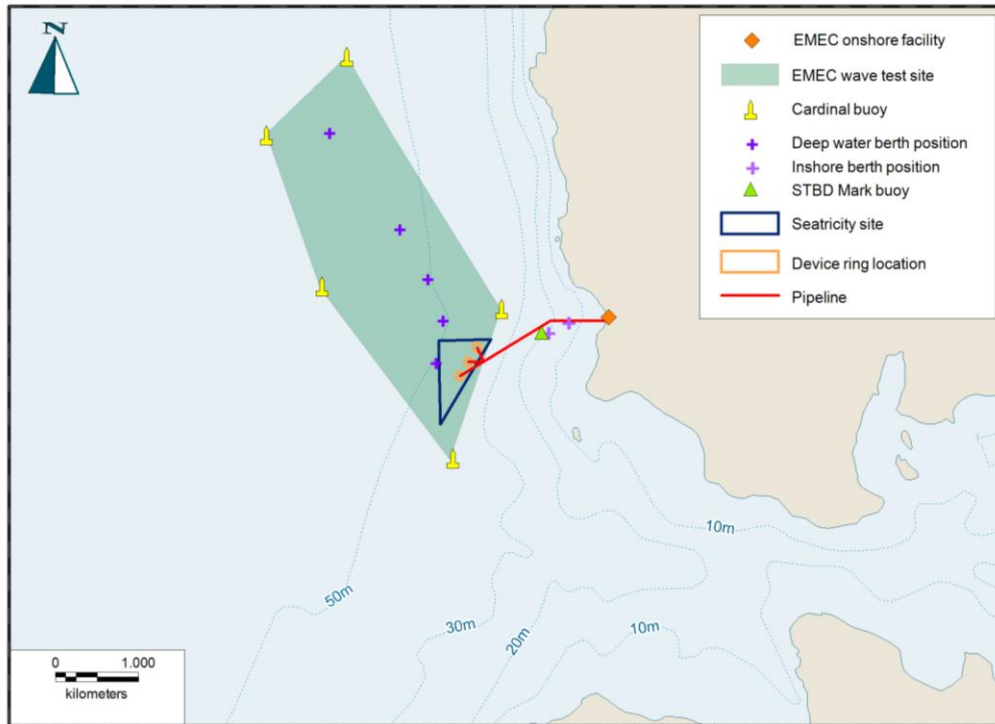 N
EMEC onshore facility
EMEC wave test site
Cardinal buoy
Deep water berth position
Inshore berth position
STBD Mark buoy
Seatricity site
Device ring location
Pipeline
10m
50m
30m
20m
10m
0 1.000
kilometers